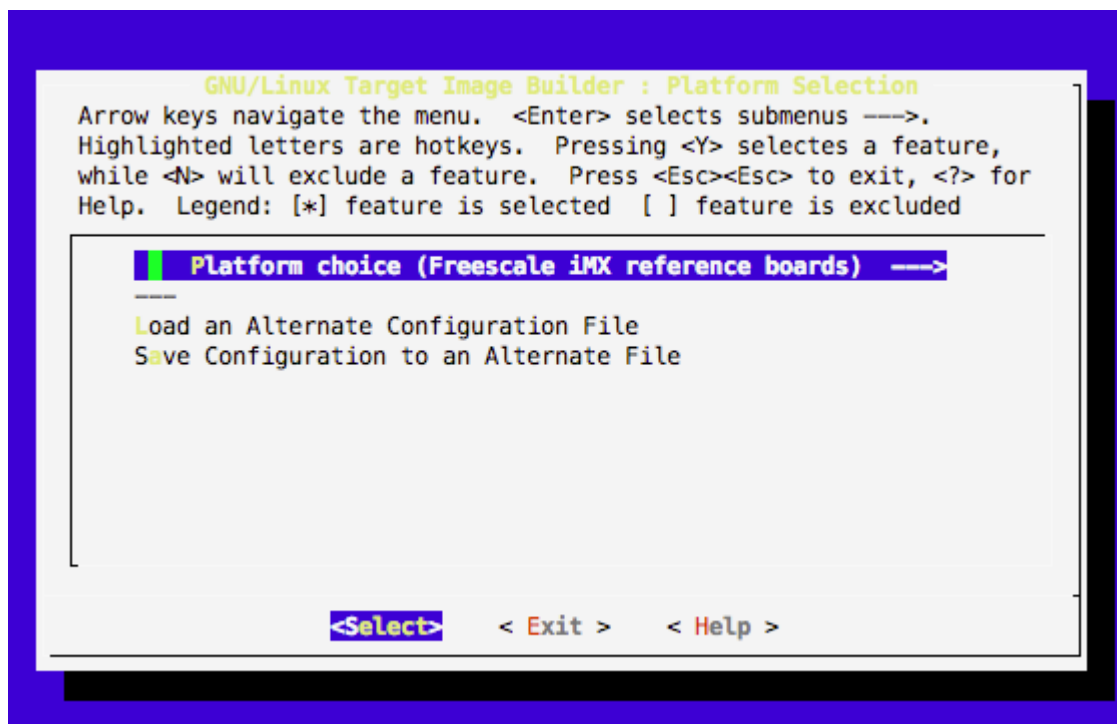 GNU/Linux Target Image Builder : Platform Selection
Arrow keys navigate the menu.  <Enter> selects submenus --->.
Highlighted letters are hotkeys.  Pressing <Y> selectes a feature,
while <N> will exclude a feature.  Press <Esc><Esc> to exit, <?> for
Help.  Legend: [*] feature is selected  [ ] feature is excluded
Platform choice (Freescale iMX reference boards)  --->
---
Load an Alternate Configuration File
Save Configuration to an Alternate File
<Select>    < Exit >    < Help >